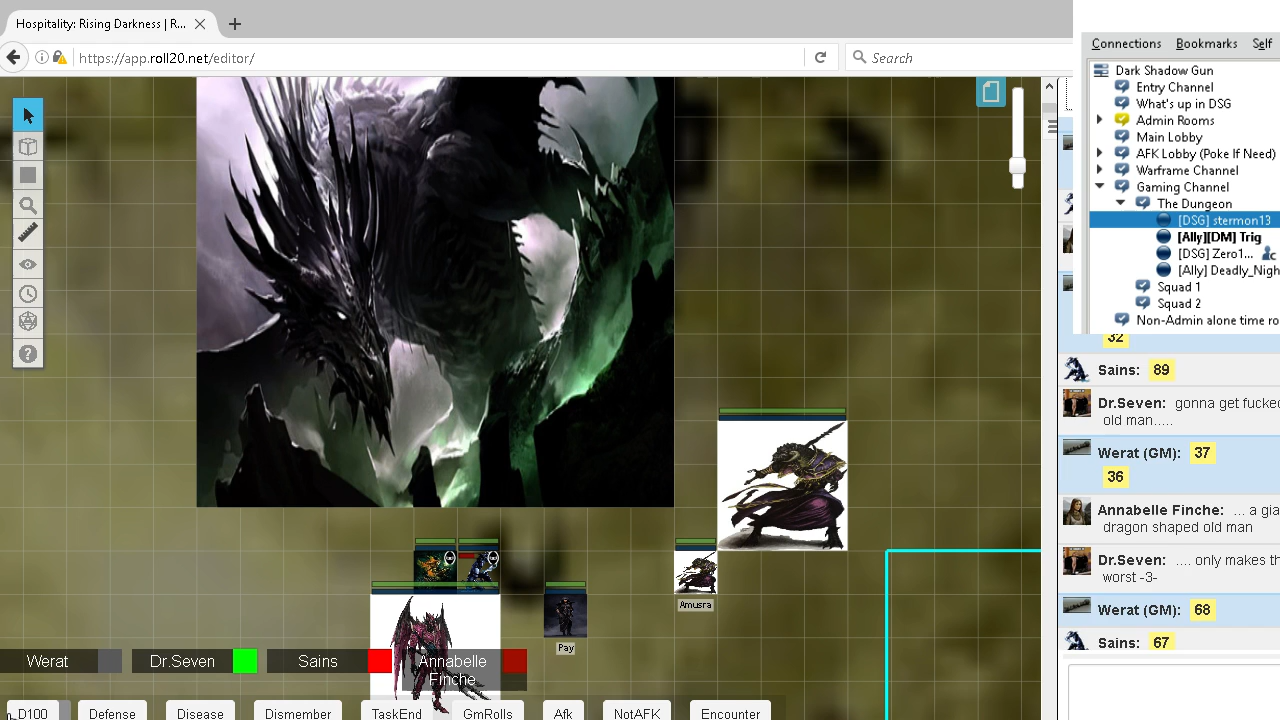 Hospitality: Rising Darkness | R...
https://app.roll20.net/editor/
Search
Connections Bookmarks Self
Dark Shadow Gun
Entry Channel
What's up in DSG
Admin Rooms
Main Lobby
AFK Lobby (Poke If Need)
Warframe Channel
Gaming Channel
The Dungeon
[DSG] stermon13
[Ally][DM] Trig
[DSG] Zero1...
[Ally] Deadly_Nigh
Squad 1
Squad 2
Non-Admin alone time ro
32
Sains: 89
Dr.Seven: gonna get fucke
old man.....
Werat (GM): 37
36
Annabelle Finche: ... a gia
dragon shaped old man
Dr.Seven: .... only makes th
worst -3-
Werat (GM): 68
Sains: 67
Amusra
Pay
Werat
Dr.Seven
Sains
Annabelle
Finche
D100 Defense Disease Dismember TaskEnd GmRolls Afk NotAFK Encounter